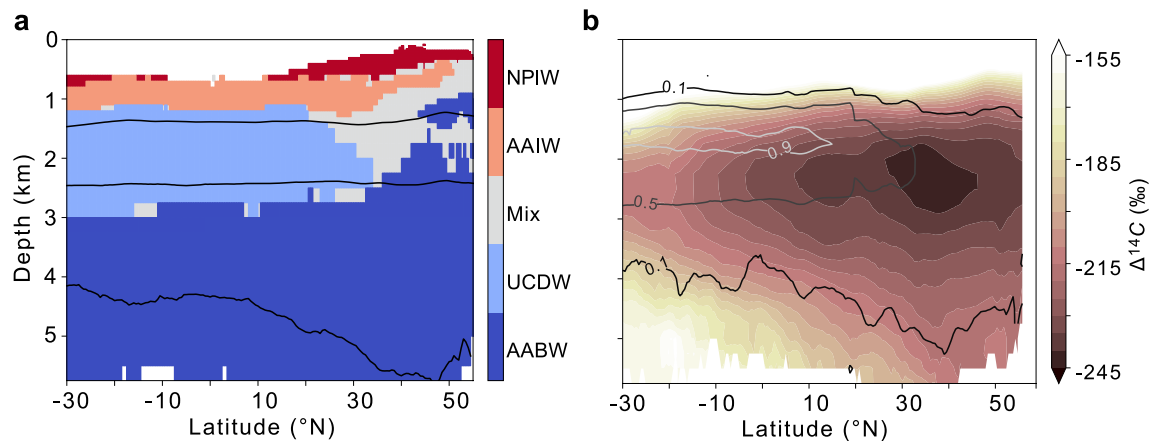 a
0
1
2
3
4
5
Depth (km)
-30
-10
10
30
50
Latitude (°N)
NPIW
AAIW
Mix
UCDW
AABW
b
0.1
0.9
0.5
0.1
-30
-10
10
30
50
Latitude (°N)
-155
-185
-215
-245
Δ¹⁴C (‰)